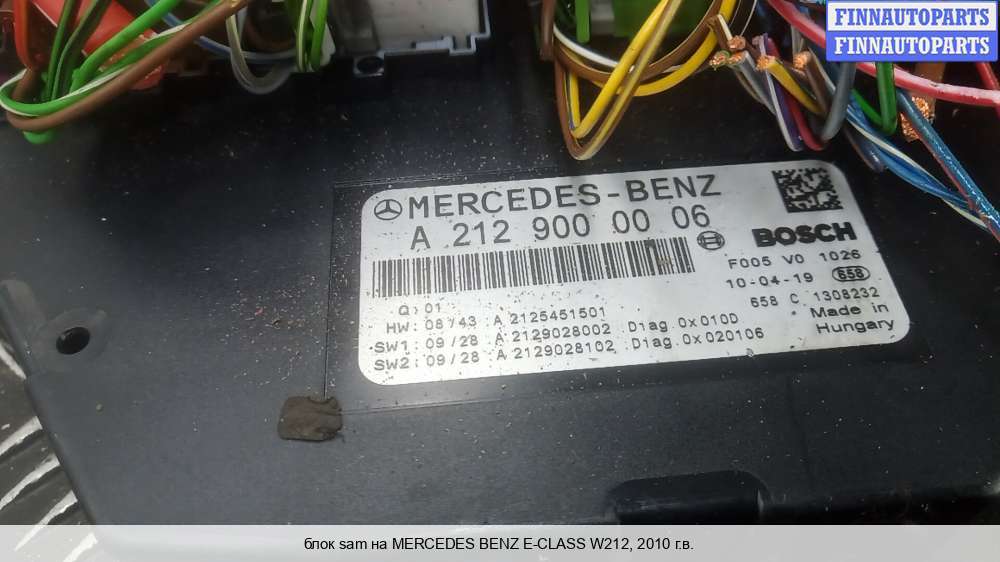 FINNAUTOPARTS
FINNAUTOPARTS
MERCEDES-BENZ
A 212 900 00 06
BOSCH
F005 V0 1026
10-04-19 658
658 C 1308232
Made in
Hungary
Q: 01
HW: 08/43 A 2125451501
SW1: 09/28 A 2129028002 Diag. 0x010D
SW2: 09/28 A 2129028102 Diag. 0x020106
блок sam на MERCEDES BENZ E-CLASS W212, 2010 г.в.